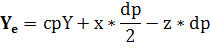 Yₑ = cpY + x * dp/2 − z * dp